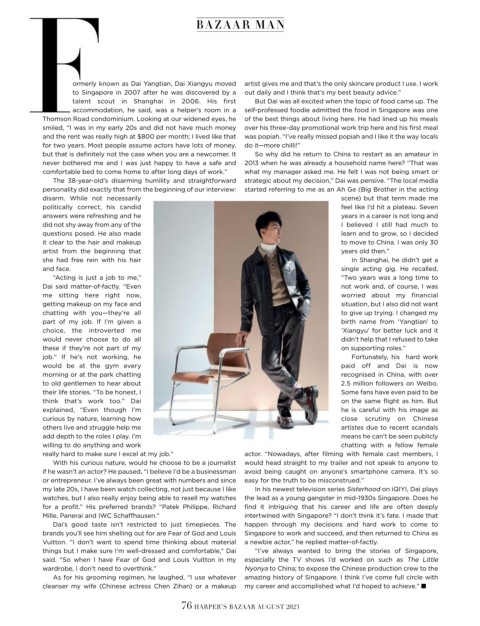 BAZAAR MAN
Formerly known as Dai Yangtian, Dai Xiangyu moved
to Singapore in 2007 after he was discovered by a
talent scout in Shanghai in 2006. His first
accommodation, he said, was a helper's room in a
Thomson Road condominium. Looking at our widened eyes, he
smiled, "I was in my early 20s and did not have much money
and the rent was really high at $800 per month; I lived like that
for two years. Most people assume actors have lots of money,
but that is definitely not the case when you are a newcomer. It
never bothered me and I was just happy to have a safe and
comfortable bed to come home to after long days of work."
The 38-year-old's disarming humility and straightforward
personality did exactly that from the beginning of our interview:
disarm. While not necessarily
politically correct, his candid
answers were refreshing and he
did not shy away from any of the
questions posed. He also made
it clear to the hair and makeup
artist from the beginning that
she had free rein with his hair
and face.
"Acting is just a job to me,"
Dai said matter-of-factly. "Even
me sitting here right now,
getting makeup on my face and
chatting with you—they're all
part of my job. If I'm given a
choice, the introverted me
would never choose to do all
these if they're not part of my
job." If he's not working, he
would be at the gym every
morning or at the park chatting
to old gentlemen to hear about
their life stories. "To be honest, I
think that's work too." Dai
explained, "Even though I'm
curious by nature, learning how
others live and struggle help me
add depth to the roles I play. I'm
willing to do anything and work
really hard to make sure I excel at my job."
With his curious nature, would he choose to be a journalist
if he wasn't an actor? He paused, "I believe I'd be a businessman
or entrepreneur. I've always been great with numbers and since
my late 20s, I have been watch collecting, not just because I like
watches, but I also really enjoy being able to resell my watches
for a profit." His preferred brands? "Patek Philippe, Richard
Mille, Panerai and IWC Schaffhausen."
Dai's good taste isn't restricted to just timepieces. The
brands you'll see him shelling out for are Fear of God and Louis
Vuitton. "I don't want to spend time thinking about material
things but I make sure I'm well-dressed and comfortable," Dai
said. "So when I have Fear of God and Louis Vuitton in my
wardrobe, I don't need to overthink."
As for his grooming regimen, he laughed, "I use whatever
cleanser my wife (Chinese actress Chen Zihan) or a makeup
artist gives me and that's the only skincare product I use. I work
out daily and I think that's my best beauty advice."
But Dai was all excited when the topic of food came up. The
self-professed foodie admitted the food in Singapore was one
of the best things about living here. He had lined up his meals
over his three-day promotional work trip here and his first meal
was popiah. "I've really missed popiah and I like it the way locals
do it—more chilli!"
So why did he return to China to restart as an amateur in
2013 when he was already a household name here? "That was
what my manager asked me. He felt I was not being smart or
strategic about my decision," Dai was pensive. "The local media
started referring to me as an Ah Ge (Big Brother in the acting
scene) but that term made me
feel like I'd hit a plateau. Seven
years in a career is not long and
I believed I still had much to
learn and to grow, so I decided
to move to China. I was only 30
years old then."
In Shanghai, he didn't get a
single acting gig. He recalled,
"Two years was a long time to
not work and, of course, I was
worried about my financial
situation, but I also did not want
to give up trying. I changed my
birth name from 'Yangtian' to
'Xiangyu' for better luck and it
didn't help that I refused to take
on supporting roles."
Fortunately, his hard work
paid off and Dai is now
recognised in China, with over
2.5 million followers on Weibo.
Some fans have even paid to be
on the same flight as him. But
he is careful with his image as
close scrutiny on Chinese
artistes due to recent scandals
means he can't be seen publicly
chatting with a fellow female
actor. "Nowadays, after filming with female cast members, I
would head straight to my trailer and not speak to anyone to
avoid being caught on anyone's smartphone camera. It's so
easy for the truth to be misconstrued."
In his newest television series Sisterhood on iQIYI, Dai plays
the lead as a young gangster in mid-1930s Singapore. Does he
find it intriguing that his career and life are often deeply
intertwined with Singapore? "I don't think it's fate. I made that
happen through my decisions and hard work to come to
Singapore to work and succeed, and then returned to China as
a newbie actor," he replied matter-of-factly.
"I've always wanted to bring the stories of Singapore,
especially the TV shows I'd worked on such as The Little
Nyonya to China; to expose the Chinese production crew to the
amazing history of Singapore. I think I've come full circle with
my career and accomplished what I'd hoped to achieve." ■
76 HARPER'S BAZAAR AUGUST 2023